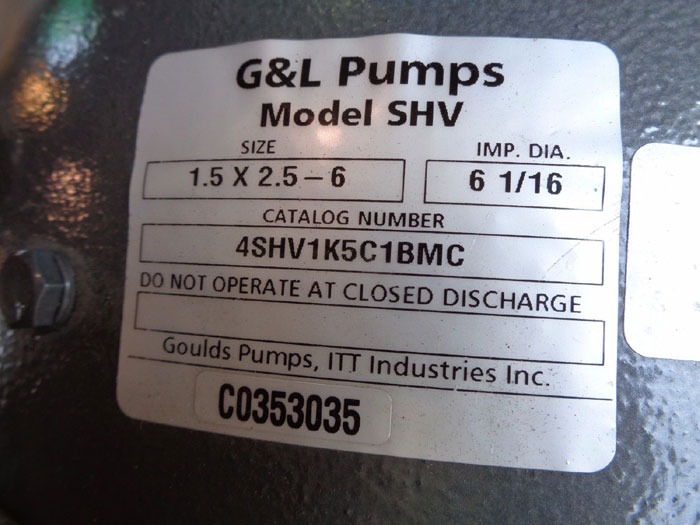 G&L Pumps
Model SHV
SIZE IMP. DIA.
1.5 X 2.5 – 6 6 1/16
CATALOG NUMBER
4SHV1K5C1BMC
DO NOT OPERATE AT CLOSED DISCHARGE
Goulds Pumps, ITT Industries Inc.
C0353035